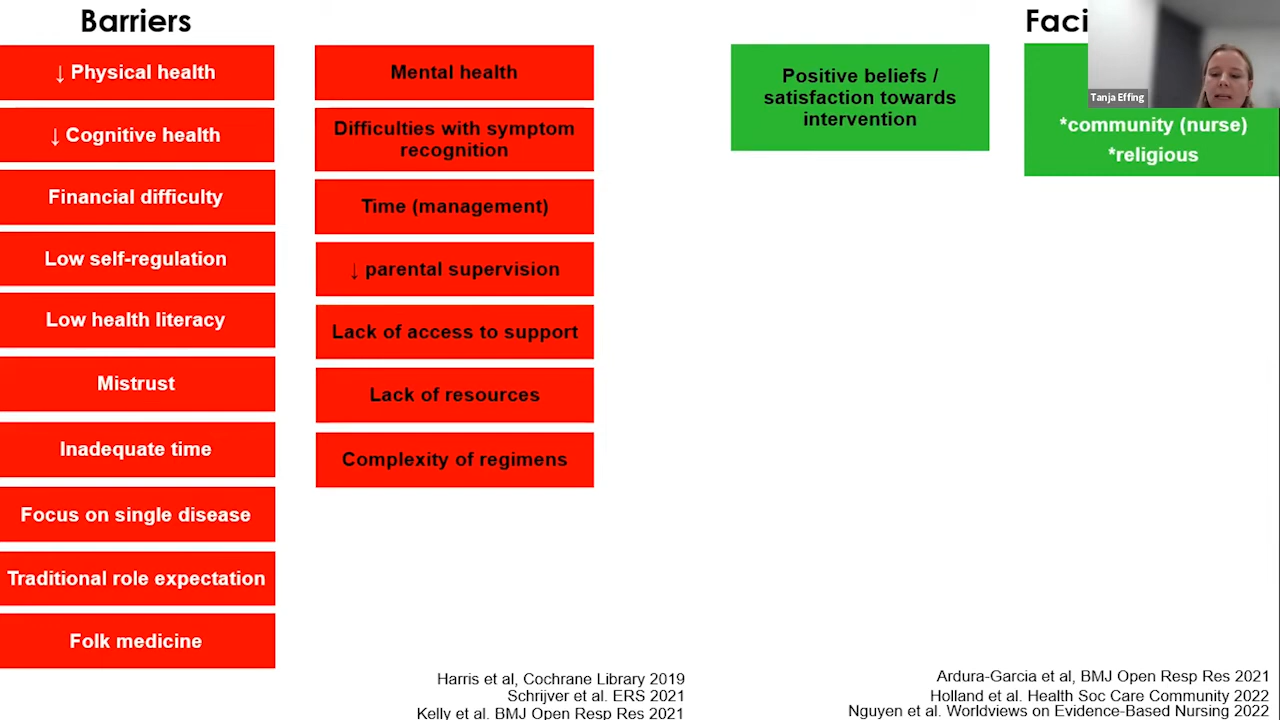 Barriers
↓ Physical health
↓ Cognitive health
Financial difficulty
Low self-regulation
Low health literacy
Mistrust
Inadequate time
Focus on single disease
Traditional role expectation
Folk medicine
Mental health
Difficulties with symptom
recognition
Time (management)
↓ parental supervision
Lack of access to support
Lack of resources
Complexity of regimens
Harris et al, Cochrane Library 2019
Schrijver et al. ERS 2021
Kelly et al. BMJ Open Resp Res 2021
Positive beliefs /
satisfaction towards
intervention
Faci
Tanja Effing
*community (nurse)
*religious
Ardura-Garcia et al, BMJ Open Resp Res 2021
Holland et al. Health Soc Care Community 2022
Nguyen et al. Worldviews on Evidence-Based Nursing 2022